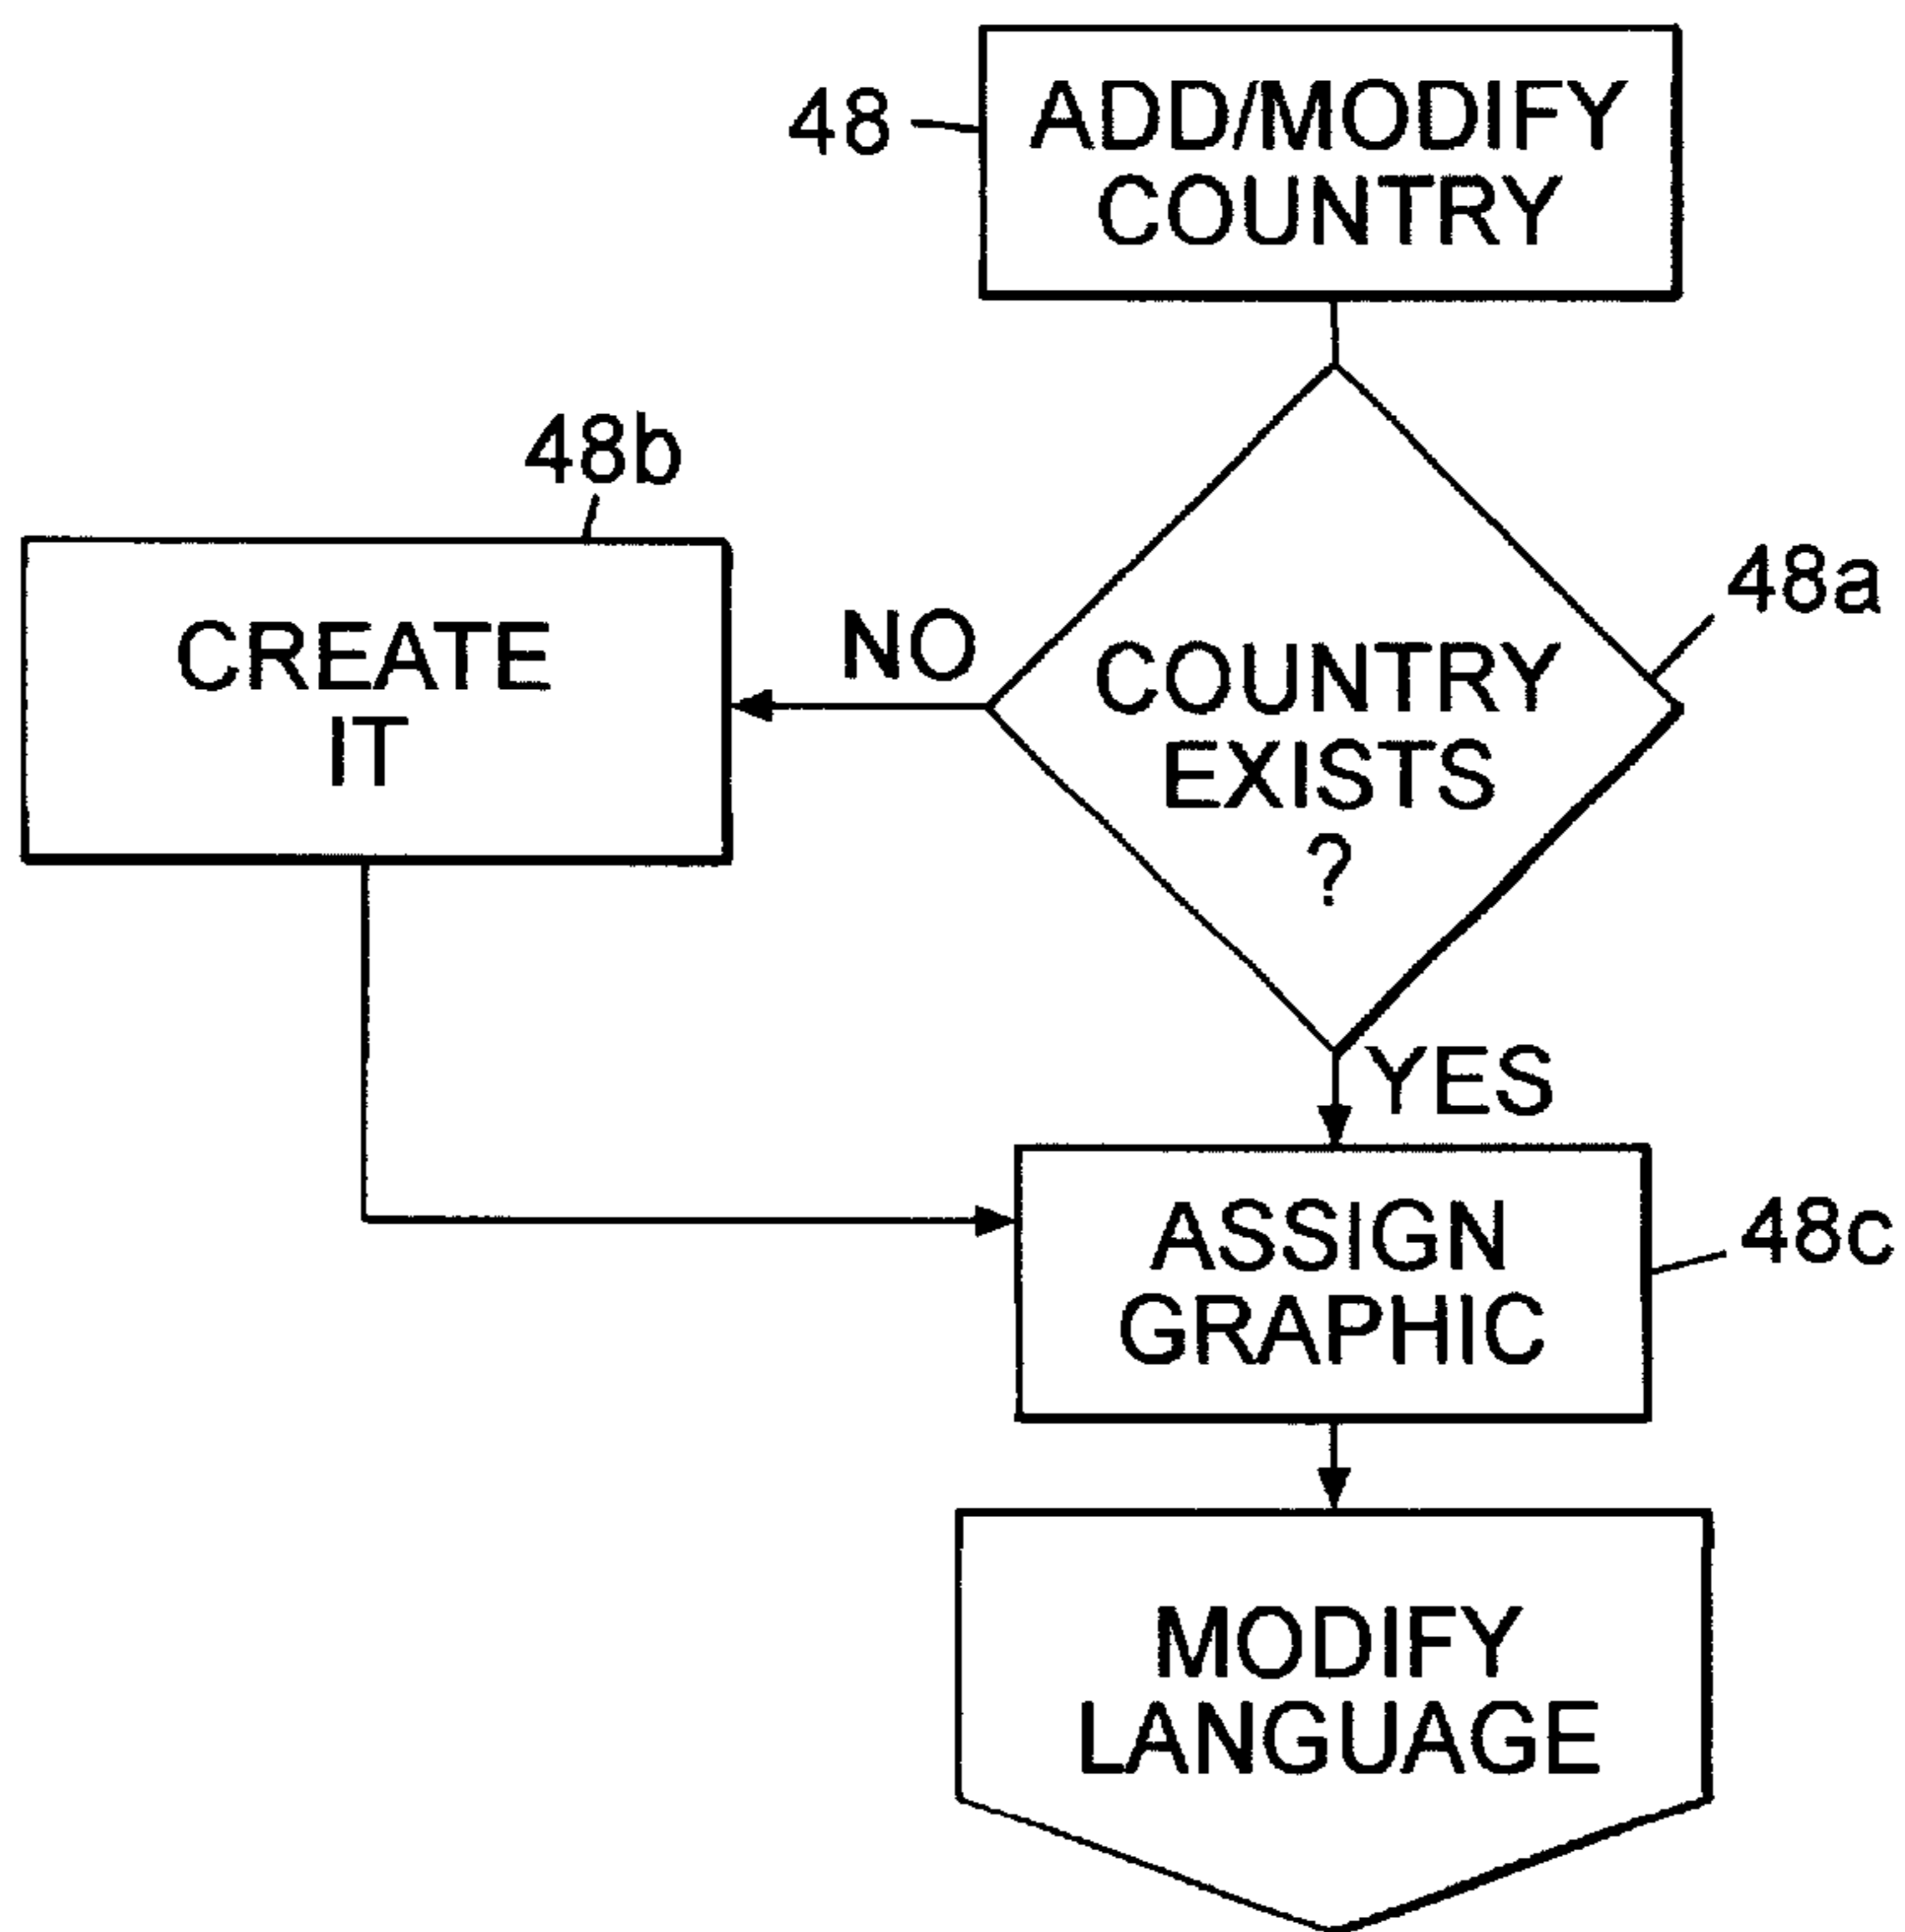 48
ADD/MODIFY
COUNTRY
48b
48a
CREATE
IT
NO
COUNTRY
EXISTS
?
YES
ASSIGN
GRAPHIC
48c
MODIFY
LANGUAGE